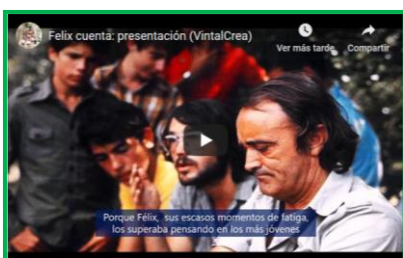 Felix cuenta: presentación (VintalCrea)
Ver más tarde
Compartir
Porque Félix, sus escasos momentos de fatiga,
los superaba pensando en los más jóvenes